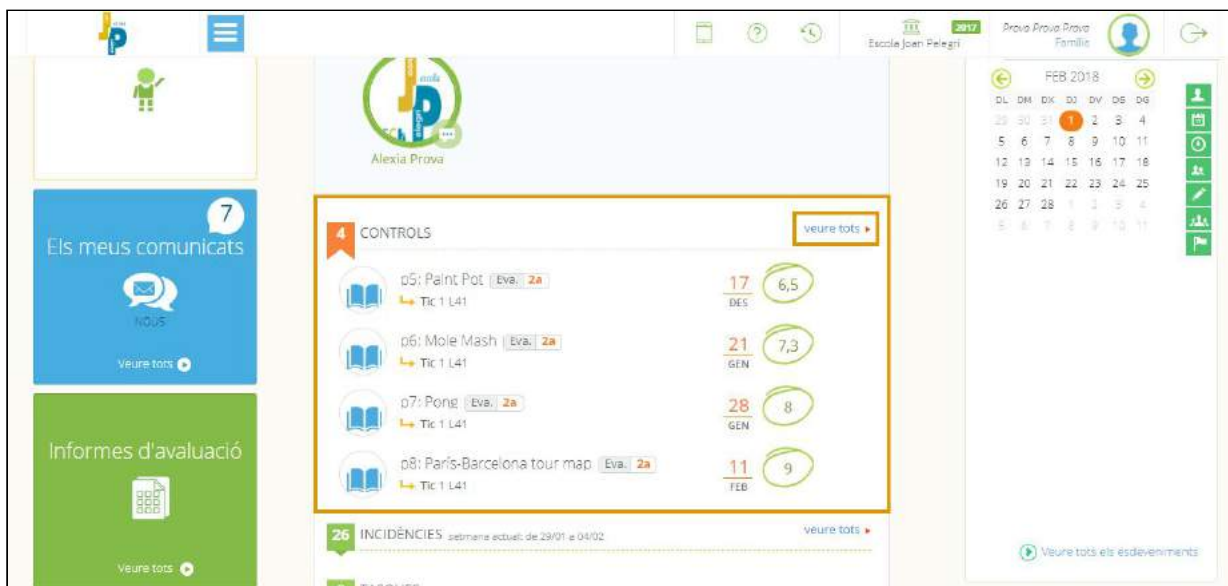 2017
Escola Joan Pelegrí
Prova Prova Prova
Família
Alexia Prova
7
Els meus comunicats
NOUS
Veure tots
Informes d'avaluació
Veure tots
4 CONTROLS
veure tots
p5: Paint Pot Eva. 2a
Tic 1 L41
17
DES
6,5
p6: Mole Mash Eva. 2a
Tic 1 L41
21
GEN
7,3
p7: Pong Eva. 2a
Tic 1 L41
28
GEN
8
p8: París-Barcelona tour map Eva. 2a
Tic 1 L41
11
FEB
9
26 INCIDÈNCIES setmana actual: de 29/01 a 04/02
veure tots
FEB 2018
DL DM DX DJ DV DS DG
29 30 31 1 2 3 4
5 6 7 8 9 10 11
12 13 14 15 16 17 18
19 20 21 22 23 24 25
26 27 28 1 2 3 4
5 6 7 8 9 10 11
Veure tots els esdeveniments